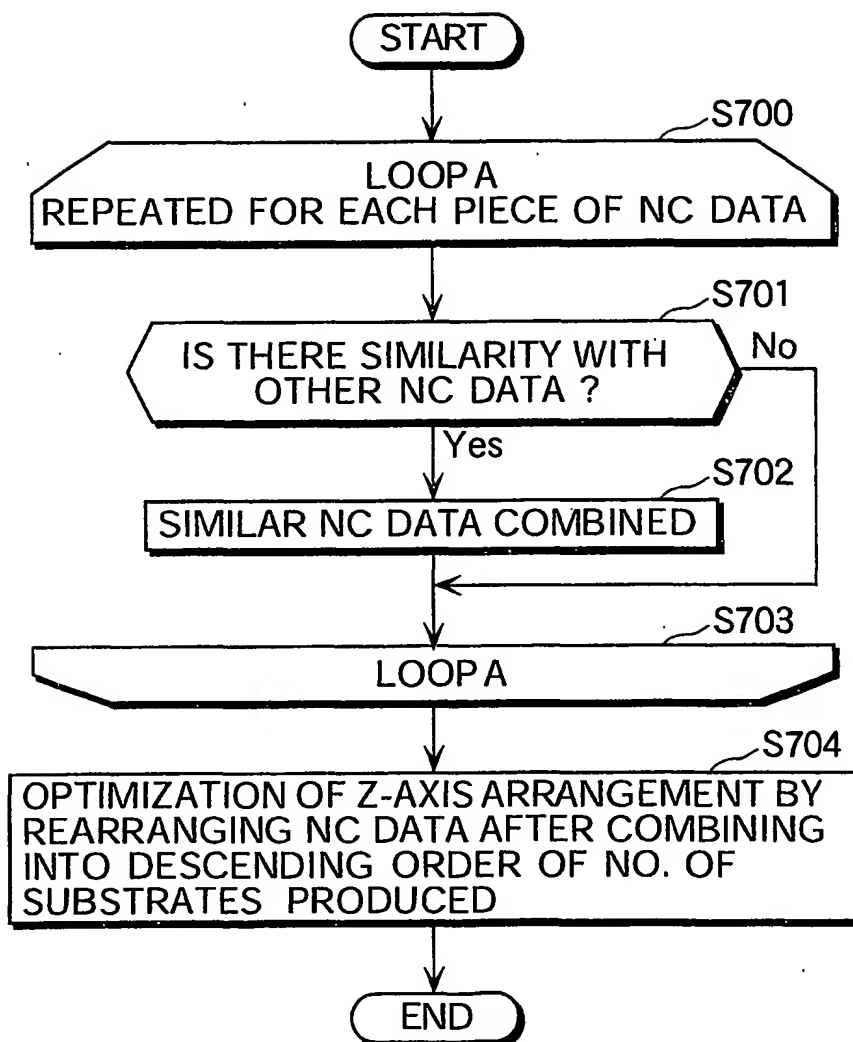 START
S700
LOOP A
REPEATED FOR EACH PIECE OF NC DATA
S701
IS THERE SIMILARITY WITH
OTHER NC DATA ?
No
Yes
S702
SIMILAR NC DATA COMBINED
S703
LOOP A
S704
OPTIMIZATION OF Z-AXIS ARRANGEMENT BY
REARRANGING NC DATA AFTER COMBINING
INTO DESCENDING ORDER OF NO. OF
SUBSTRATES PRODUCED
END